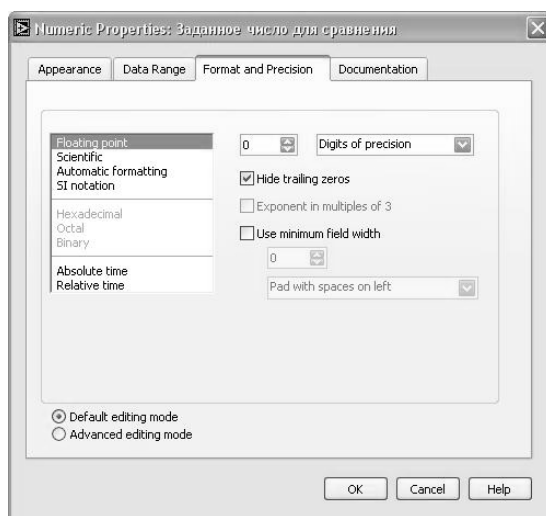 Numeric Properties: Заданное число для сравнения
Appearance
Data Range
Format and Precision
Documentation
Floating point
Scientific
Automatic formatting
SI notation
Hexadecimal
Octal
Binary
Absolute time
Relative time
0
Digits of precision
Hide trailing zeros
Exponent in multiples of 3
Use minimum field width
0
Pad with spaces on left
Default editing mode
Advanced editing mode
OK
Cancel
Help